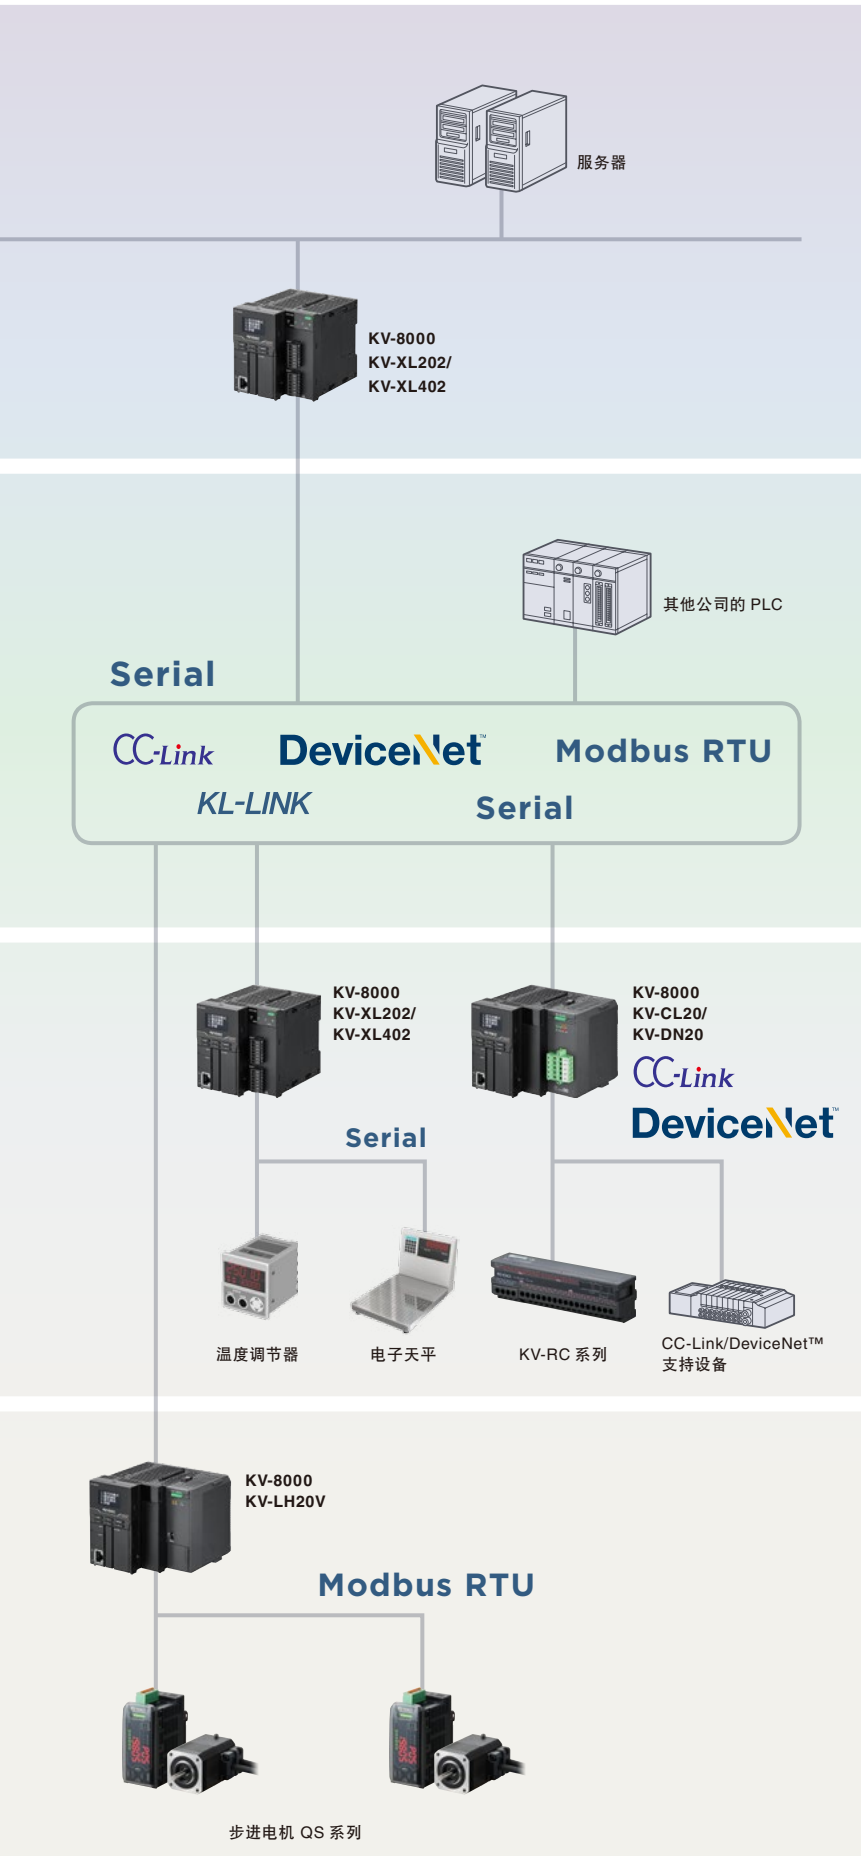 服务器
KV-8000
KV-XL202/
KV-XL402
其他公司的 PLC
Serial
CC-Link
DeviceNet™
Modbus RTU
KL-LINK
Serial
KV-8000
KV-XL202/
KV-XL402
KV-8000
KV-CL20/
KV-DN20
CC-Link
DeviceNet™
Serial
温度调节器
电子天平
KV-RC 系列
CC-Link/DeviceNet™
支持设备
KV-8000
KV-LH20V
Modbus RTU
步进电机 QS 系列